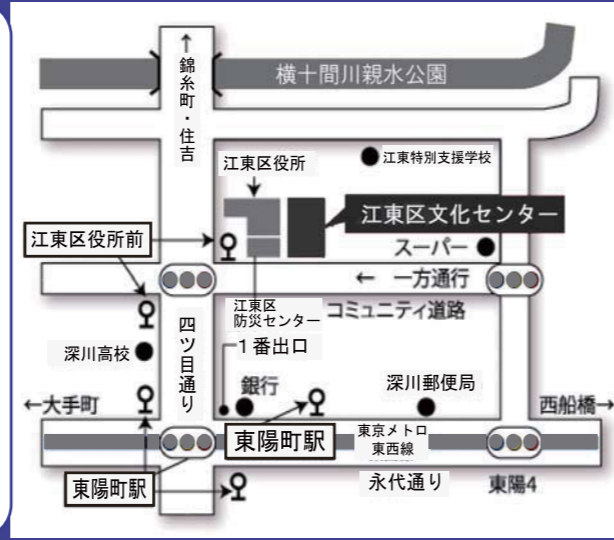 ↑錦糸町・住吉
横十間川親水公園
江東区役所
江東特別支援学校
江東区文化センター
江東区役所前
スーパー
← 一方通行
江東区
防災センター
コミュニティ道路
四ツ目通り
1番出口
深川高校
銀行
深川郵便局
←大手町
西船橋→
東陽町駅
東京メトロ
東西線
東陽町駅
永代通り
東陽4